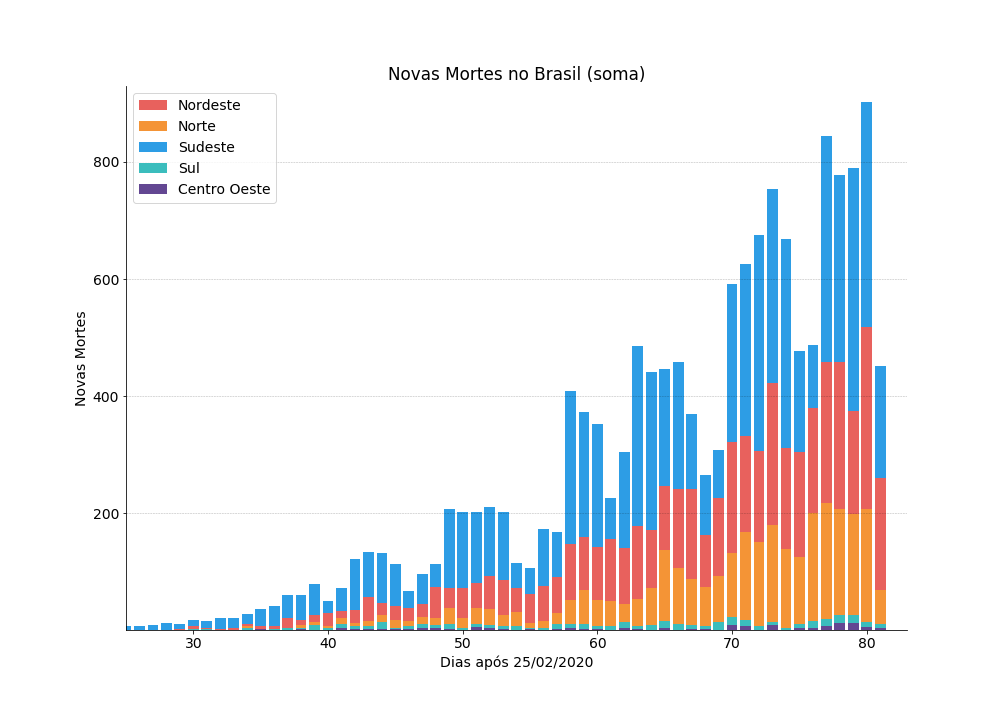 Novas Mortes no Brasil (soma)
Nordeste
Norte
Sudeste
Sul
Centro Oeste
800
600
400
200
Novas Mortes
30 40 50 60 70 80
Dias após 25/02/2020